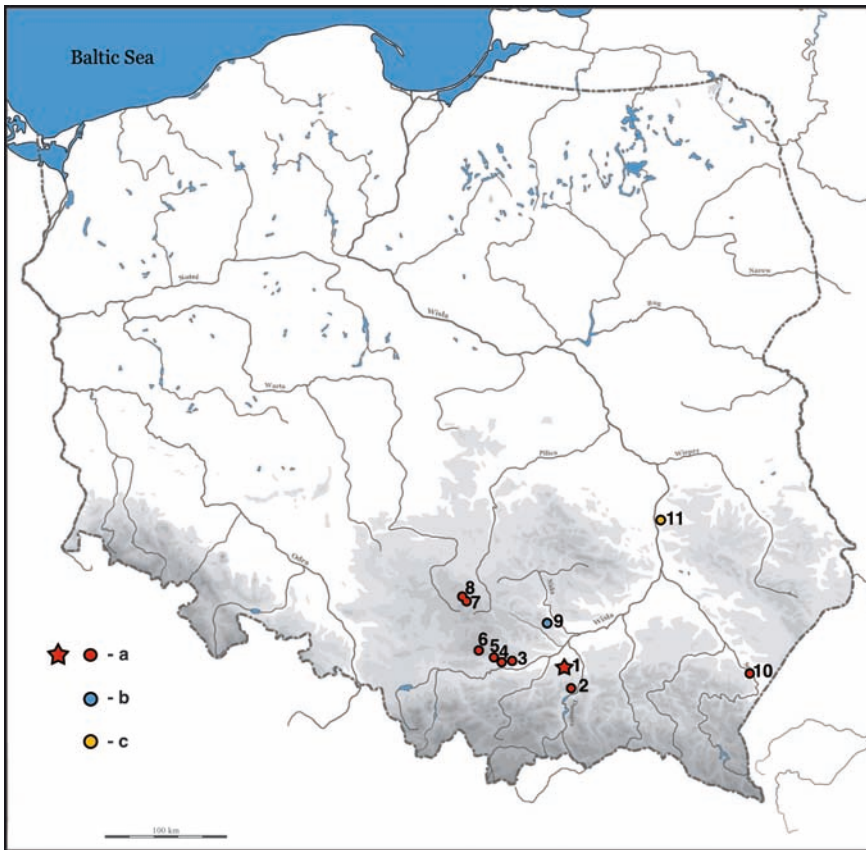 Baltic Sea
Noteć
Narew
Bug
Wisła
Warta
Pilica
Wieprz
11
Odra
8
7
Nida
9
Wisła
6
5
4
3
1
2
10
- a
- b
- c
100 km